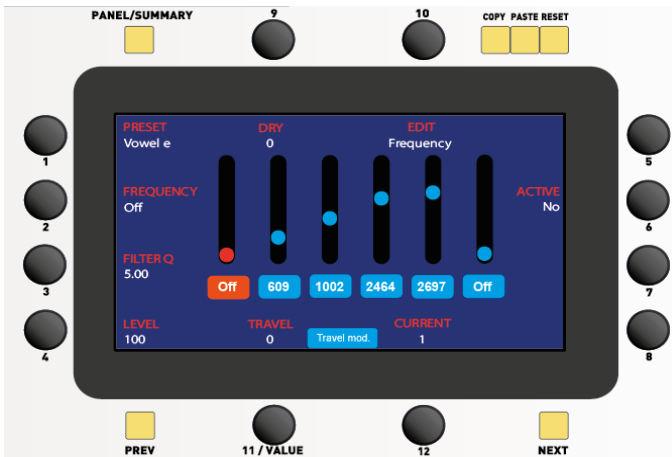 PANEL/SUMMARY 9 10 COPY PASTE RESET
PRESET DRY EDIT
Vowel e 0 Frequency
1 5
FREQUENCY ACTIVE
Off No
2 6
FILTER Q
5.00
3 7
Off 609 1002 2464 2697 Off
LEVEL TRAVEL CURRENT
100 0 Travel mod. 1
4 8
PREV 11 / VALUE 12 NEXT